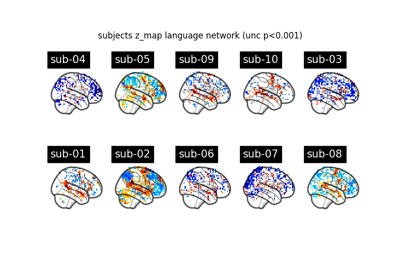 subjects z_map language network (unc p<0.001)
sub-04 sub-05 sub-09 sub-10 sub-03
sub-01 sub-02 sub-06 sub-07 sub-08